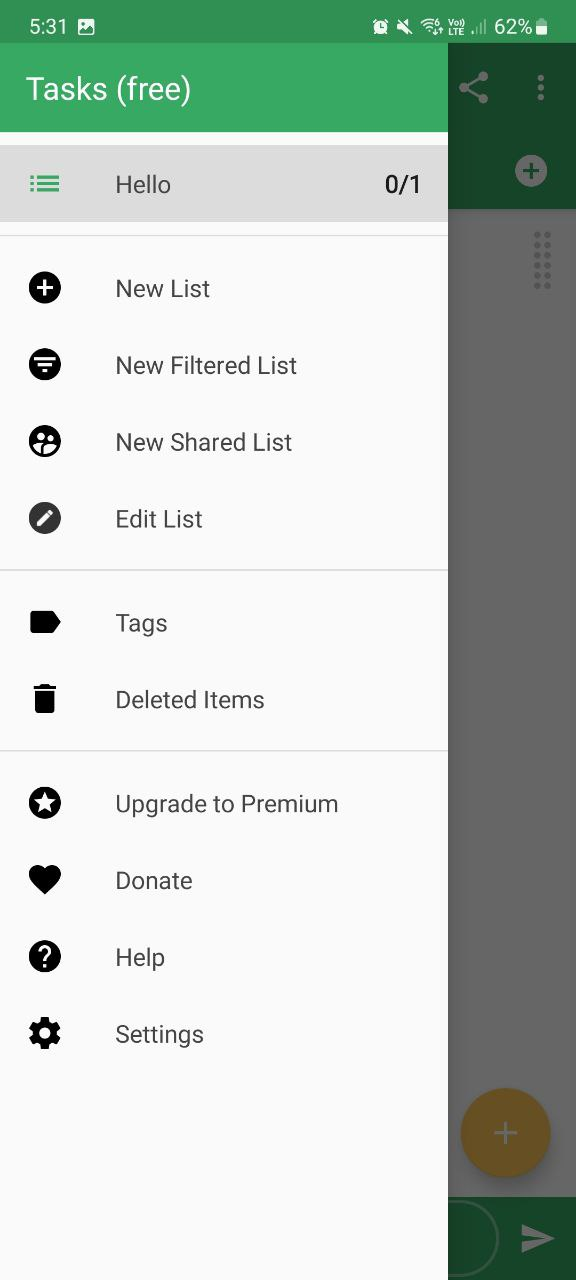 5:31 62%
Tasks (free)
Hello 0/1
New List
New Filtered List
New Shared List
Edit List
Tags
Deleted Items
Upgrade to Premium
Donate
Help
Settings